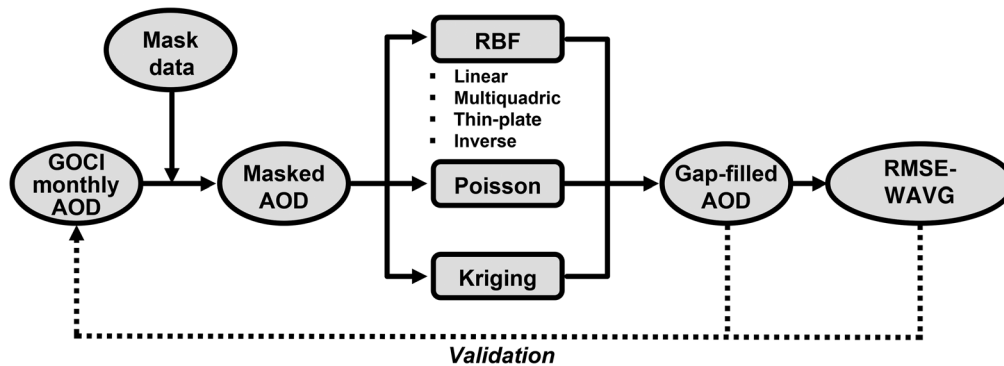 Mask
data
GOCI
monthly
AOD
Masked
AOD
RBF
▪ Linear
▪ Multiquadric
▪ Thin-plate
▪ Inverse
Poisson
Kriging
Gap-filled
AOD
RMSE-
WAVG
Validation